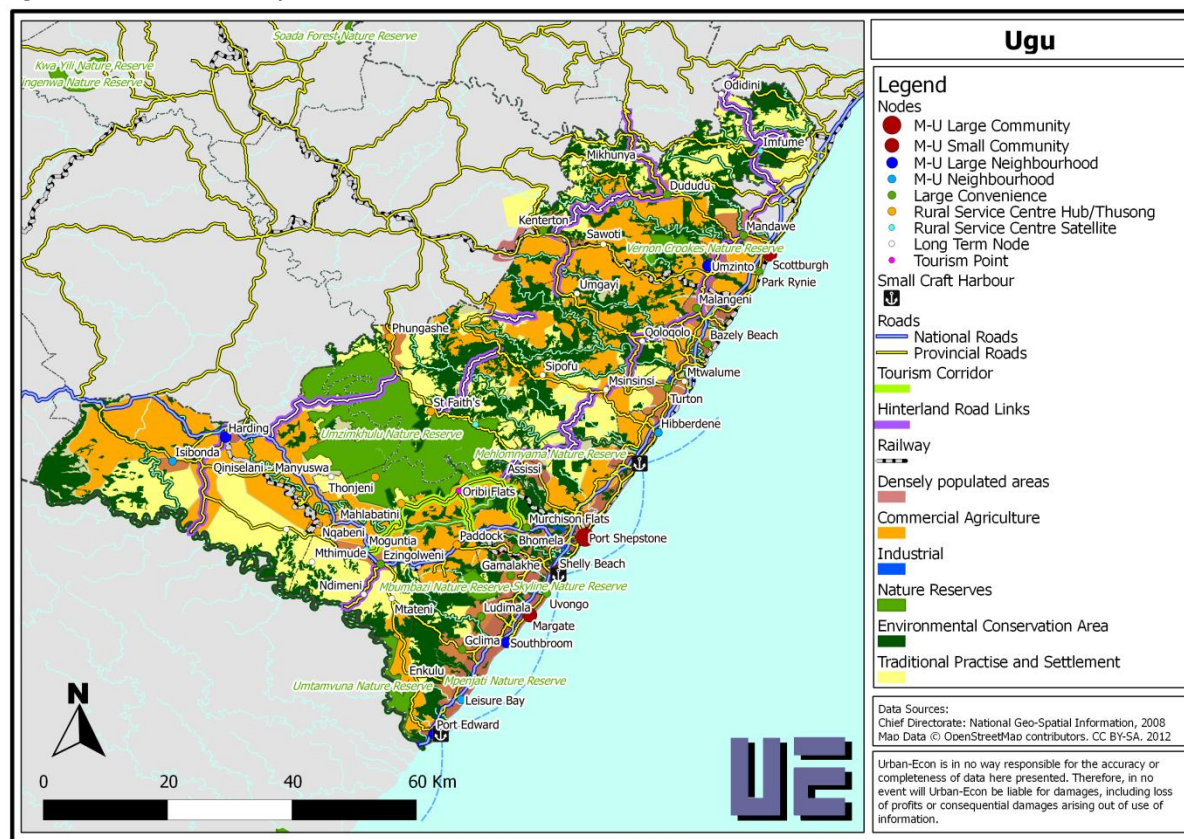 Ugu
Soada Forest Nature Reserve
Kwa Yili Nature Reserve
ingenwa Nature Reserve
Odidini
Imfume
Mikhunya
Dududu
Kenterton
Mandawe
Sawoti
Vernon Crookes Nature Reserve
Scottburgh
Umzinto
Park Rynie
Umgayi
Malangeni
Phungashe
Qoloqolo
Bazely Beach
Sipofu
Mtwalume
Msinsinsi
Turton
St Faith's
Harding
Umzimkhulu Nature Reserve
Hibberdene
Isibonda
Mehlomnyama Nature Reserve
Qiniselani - Manyuswa
Assissi
Thonjeni
Oribi Flats
Mahlabatini
Murchison Flats
Nqabeni
Paddock
Bhomela
Port Shepstone
Moguntia
Mthimude
Ezingolweni
Shelly Beach
Gamalakhe
Ndimeni
Mbumbazi Nature Reserve
Skyline Nature Reserve
Mtateni
Ludimala
Uvongo
Margate
Gclima
Southbroom
Enkulu
Umtamvuna Nature Reserve
Mpenjati Nature Reserve
Leisure Bay
Port Edward
N
0 20 40 60 Km
UE
Legend
Nodes
M-U Large Community
M-U Small Community
M-U Large Neighbourhood
M-U Neighbourhood
Large Convenience
Rural Service Centre Hub/Thusong
Rural Service Centre Satellite
Long Term Node
Tourism Point
Small Craft Harbour
Roads
National Roads
Provincial Roads
Tourism Corridor
Hinterland Road Links
Railway
Densely populated areas
Commercial Agriculture
Industrial
Nature Reserves
Environmental Conservation Area
Traditional Practise and Settlement
Data Sources:
Chief Directorate: National Geo-Spatial Information, 2008
Map Data © OpenStreetMap contributors, CC BY-SA, 2012
Urban-Econ is in no way responsible for the accuracy or
completeness of data here presented. Therefore, in no
event will Urban-Econ be liable for damages, including loss
of profits or consequential damages arising out of use of
information.